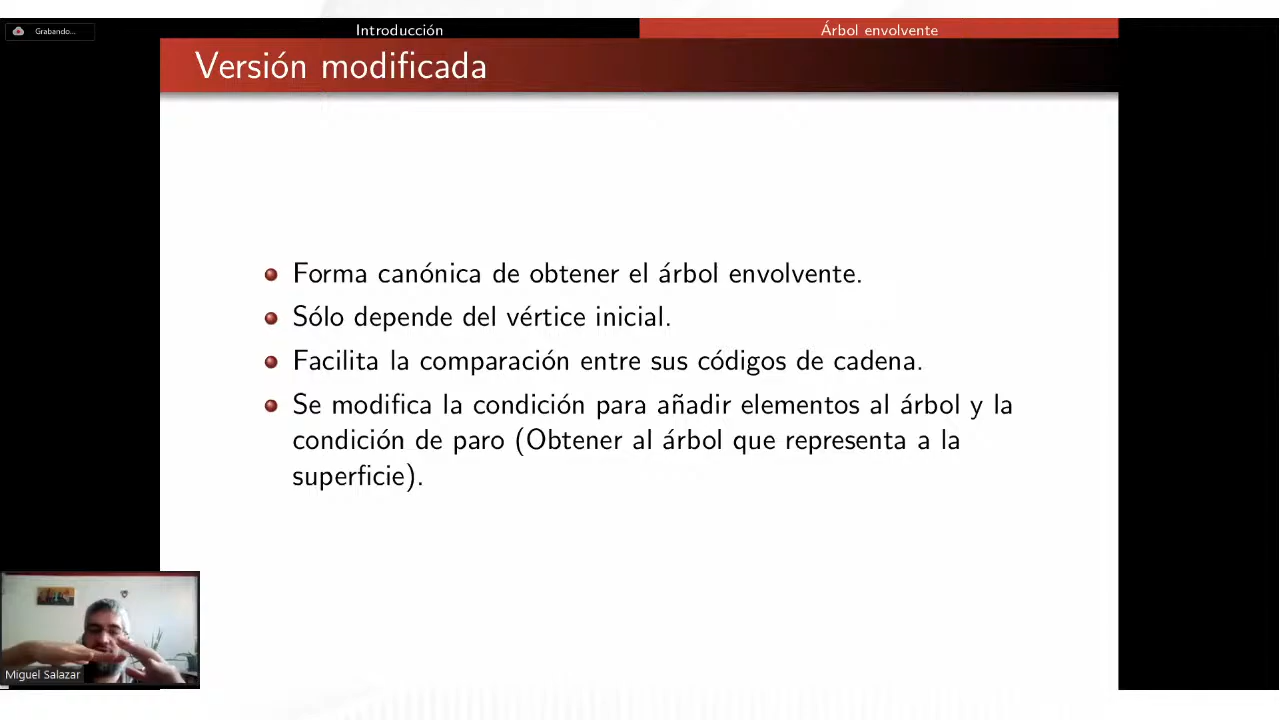 Grabando...
Introducción
Árbol envolvente
Versión modificada
Forma canónica de obtener el árbol envolvente.
Sólo depende del vértice inicial.
Facilita la comparación entre sus códigos de cadena.
Se modifica la condición para añadir elementos al árbol y la
condición de paro (Obtener al árbol que representa a la
superficie).
Miguel Salazar